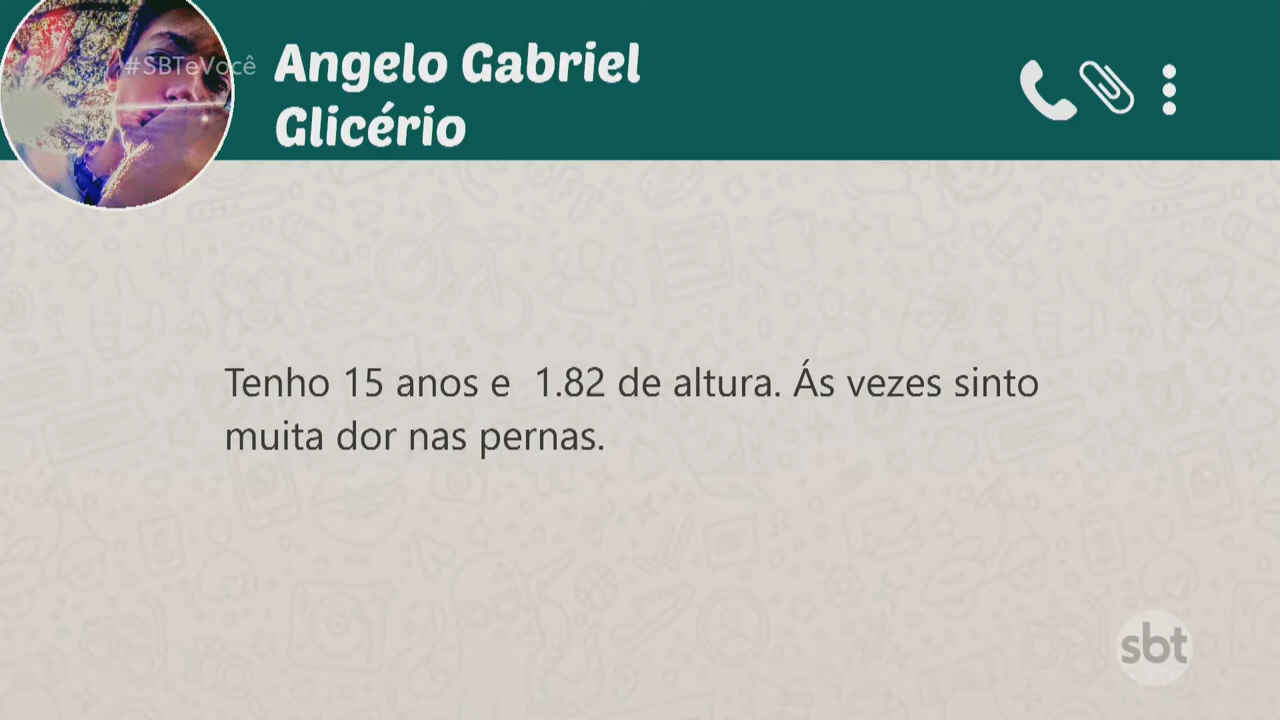 #SBTeVocê
Angelo Gabriel
Glicério
Tenho 15 anos e  1.82 de altura. Ás vezes sinto
muita dor nas pernas.
sbt